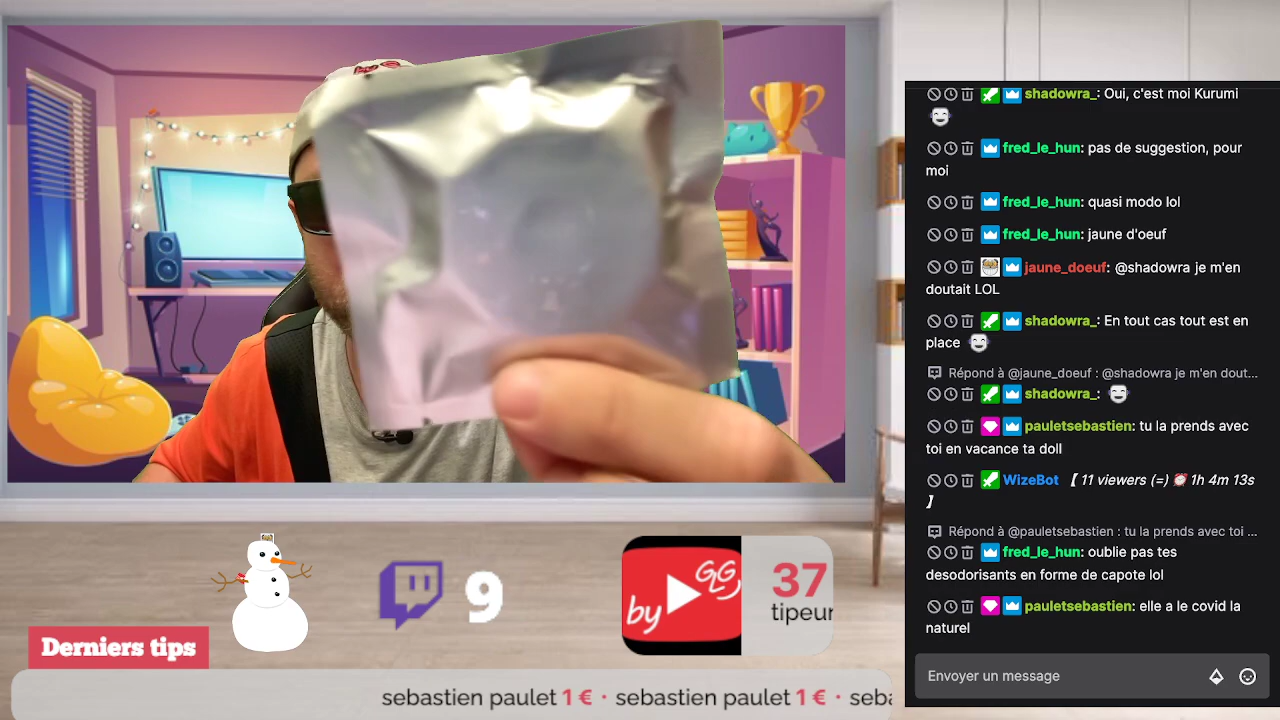 shadowra_: Oui, c'est moi Kurumi
fred_le_hun: pas de suggestion, pour
moi
fred_le_hun: quasi modo lol
fred_le_hun: jaune d'oeuf
jaune_doeuf: @shadowra je m'en
doutait LOL
shadowra_: En tout cas tout est en
place
Répond à @jaune_doeuf : @shadowra je m'en dout...
shadowra_:
pauletsebastien: tu la prends avec
toi en vacance ta doll
WizeBot 【 11 viewers (=) ⏰ 1h 4m 13s
】
Répond à @pauletsebastien : tu la prends avec toi ...
fred_le_hun: oublie pas tes
desodorisants en forme de capote lol
pauletsebastien: elle a le covid la
naturel
Envoyer un message
9
by GG
37
tipeur
Derniers tips
sebastien paulet 1 € · sebastien paulet 1 € · seba